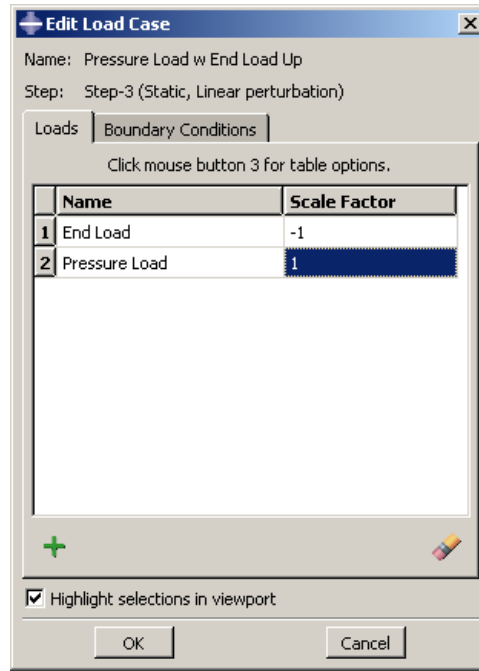 Edit Load Case
Name: Pressure Load w End Load Up
Step: Step-3 (Static, Linear perturbation)
Loads Boundary Conditions
Click mouse button 3 for table options.
Name Scale Factor
1 End Load -1
2 Pressure Load 1
Highlight selections in viewport
OK Cancel